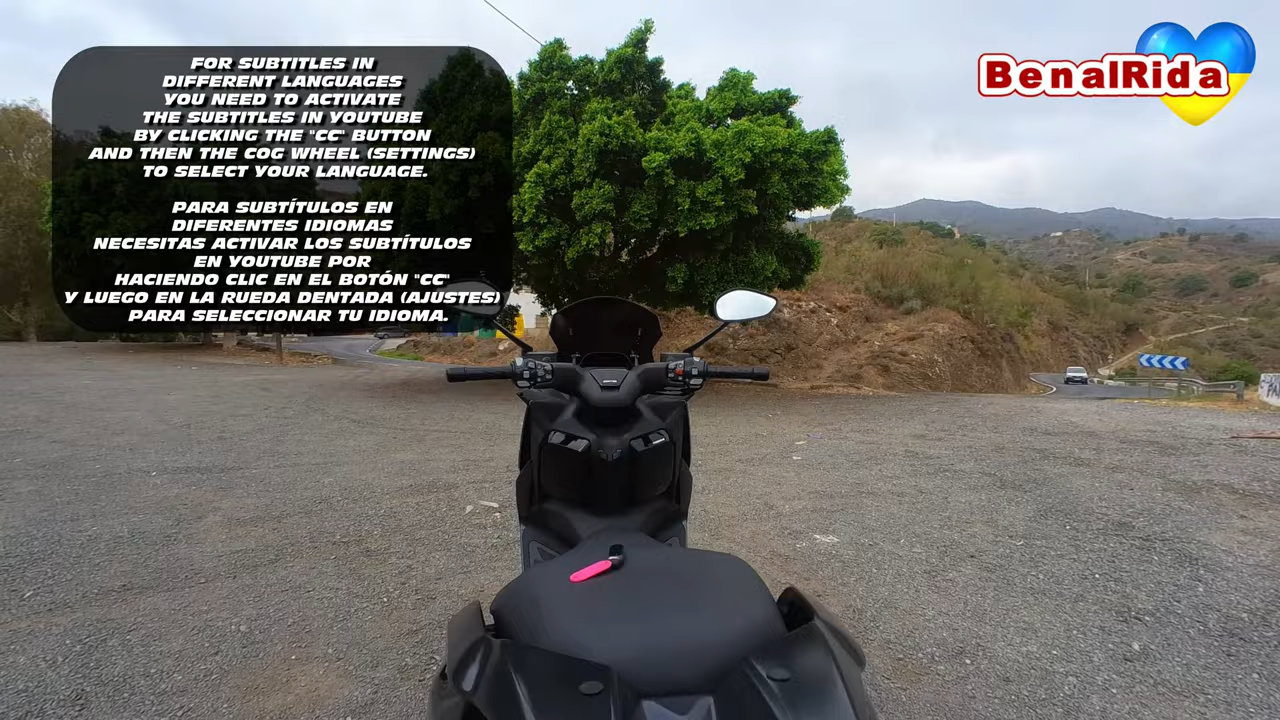 FOR SUBTITLES IN
DIFFERENT LANGUAGES
YOU NEED TO ACTIVATE
THE SUBTITLES IN YOUTUBE
BY CLICKING THE "CC" BUTTON
AND THEN THE COG WHEEL (SETTINGS)
TO SELECT YOUR LANGUAGE.
PARA SUBTÍTULOS EN
DIFERENTES IDIOMAS
NECESITAS ACTIVAR LOS SUBTÍTULOS
EN YOUTUBE POR
HACIENDO CLIC EN EL BOTÓN "CC"
Y LUEGO EN LA RUEDA DENTADA (AJUSTES)
PARA SELECCIONAR TU IDIOMA.
BenalRida